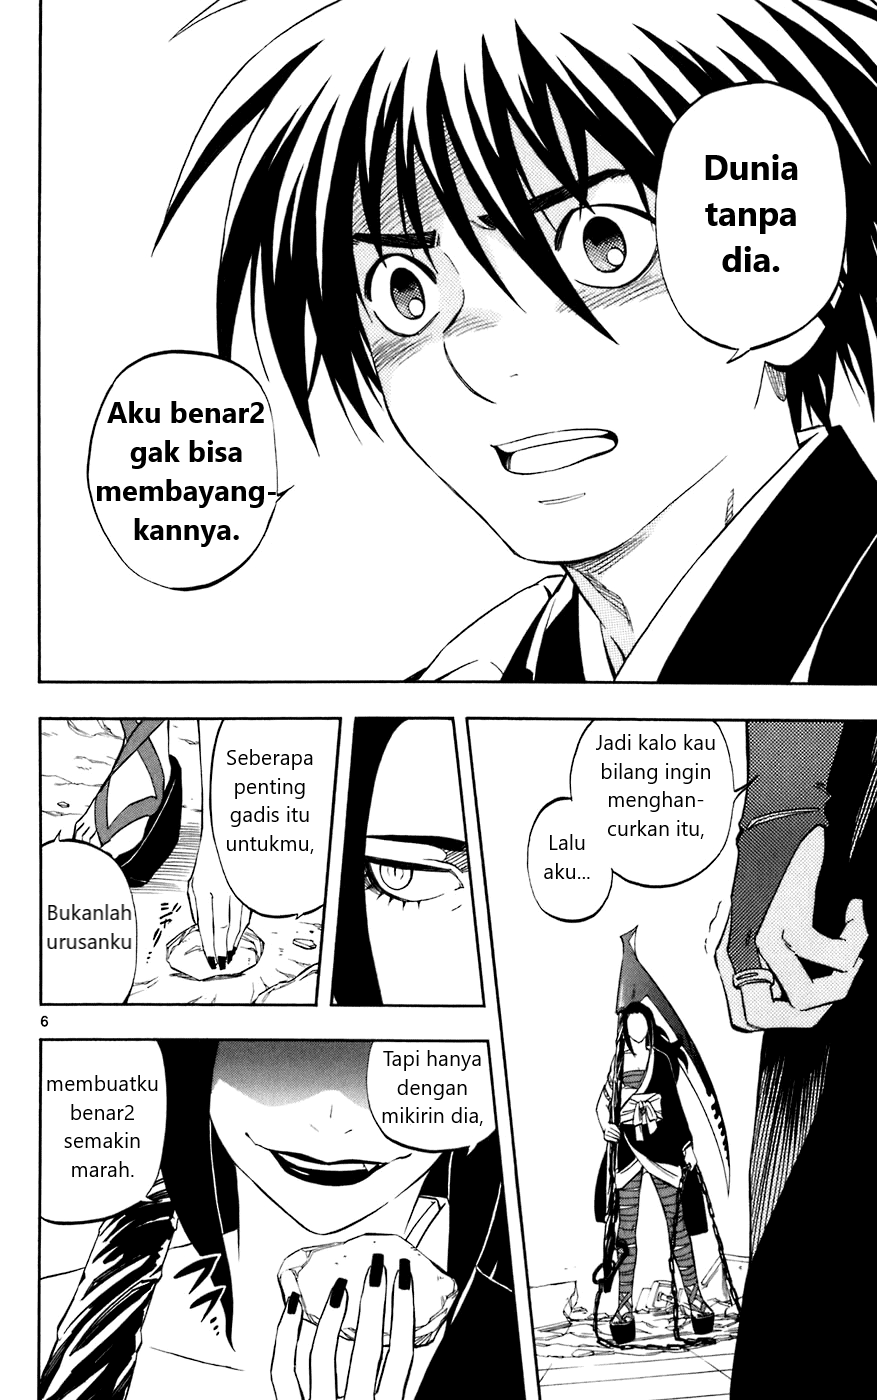 Dunia
tanpa
dia.
Aku benar2
gak bisa
membayang-
kannya.
Jadi kalo kau
bilang ingin
menghan-
curkan itu,
Lalu
aku...
Seberapa
penting
gadis itu
untukmu,
Bukanlah
urusanku
6
Tapi hanya
dengan
mikirin dia,
membuatku
benar2
semakin
marah.